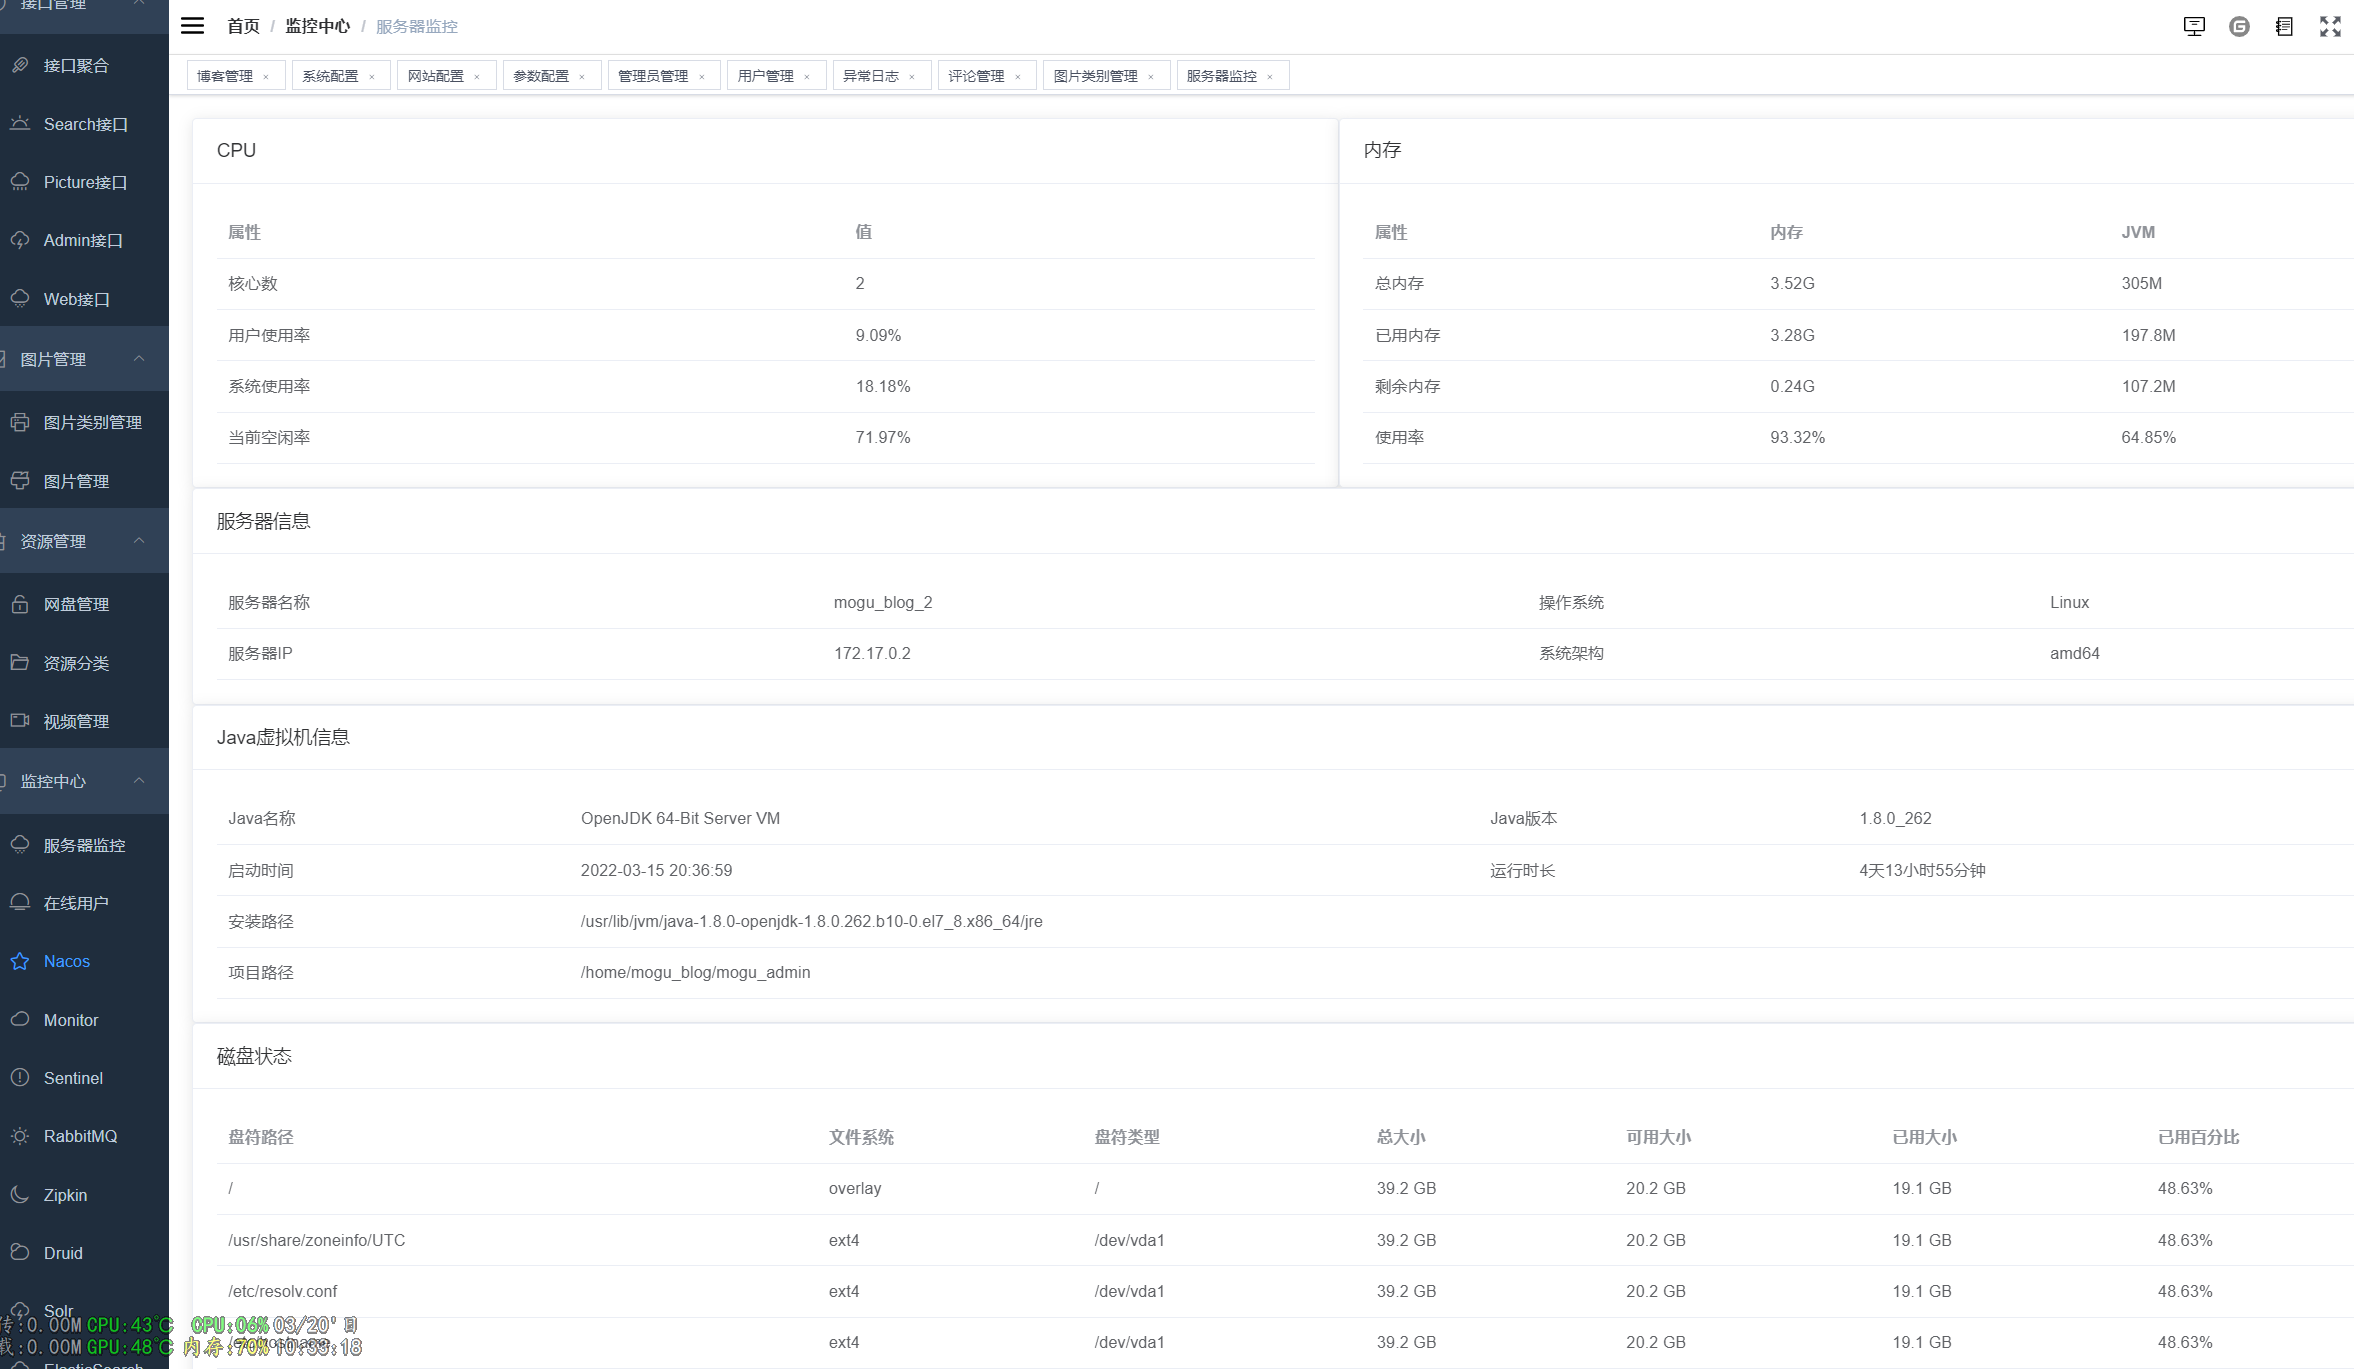 接口管理
接口聚合
Search接口
Picture接口
Admin接口
Web接口
图片管理
图片类别管理
图片管理
资源管理
网盘管理
资源分类
视频管理
监控中心
服务器监控
在线用户
Nacos
Monitor
Sentinel
RabbitMQ
Zipkin
Druid
Solr
ElasticSearch
首页 / 监控中心 / 服务器监控
博客管理 × 系统配置 × 网站配置 × 参数配置 × 管理员管理 × 用户管理 × 异常日志 × 评论管理 × 图片类别管理 × 服务器监控 ×
CPU
属性 值
核心数 2
用户使用率 9.09%
系统使用率 18.18%
当前空闲率 71.97%
内存
属性 内存 JVM
总内存 3.52G 305M
已用内存 3.28G 197.8M
剩余内存 0.24G 107.2M
使用率 93.32% 64.85%
服务器信息
服务器名称 mogu_blog_2 操作系统 Linux
服务器IP 172.17.0.2 系统架构 amd64
Java虚拟机信息
Java名称 OpenJDK 64-Bit Server VM Java版本 1.8.0_262
启动时间 2022-03-15 20:36:59 运行时长 4天13小时55分钟
安装路径 /usr/lib/jvm/java-1.8.0-openjdk-1.8.0.262.b10-0.el7_8.x86_64/jre
项目路径 /home/mogu_blog/mogu_admin
磁盘状态
盘符路径 文件系统 盘符类型 总大小 可用大小 已用大小 已用百分比
/ overlay / 39.2 GB 20.2 GB 19.1 GB 48.63%
/usr/share/zoneinfo/UTC ext4 /dev/vda1 39.2 GB 20.2 GB 19.1 GB 48.63%
/etc/resolv.conf ext4 /dev/vda1 39.2 GB 20.2 GB 19.1 GB 48.63%
ext4 /dev/vda1 39.2 GB 20.2 GB 19.1 GB 48.63%
传:0.00M CPU:43℃ CPU:06% 03/20' 日
载:0.00M GPU:48℃ 内存:70% 10:33:18